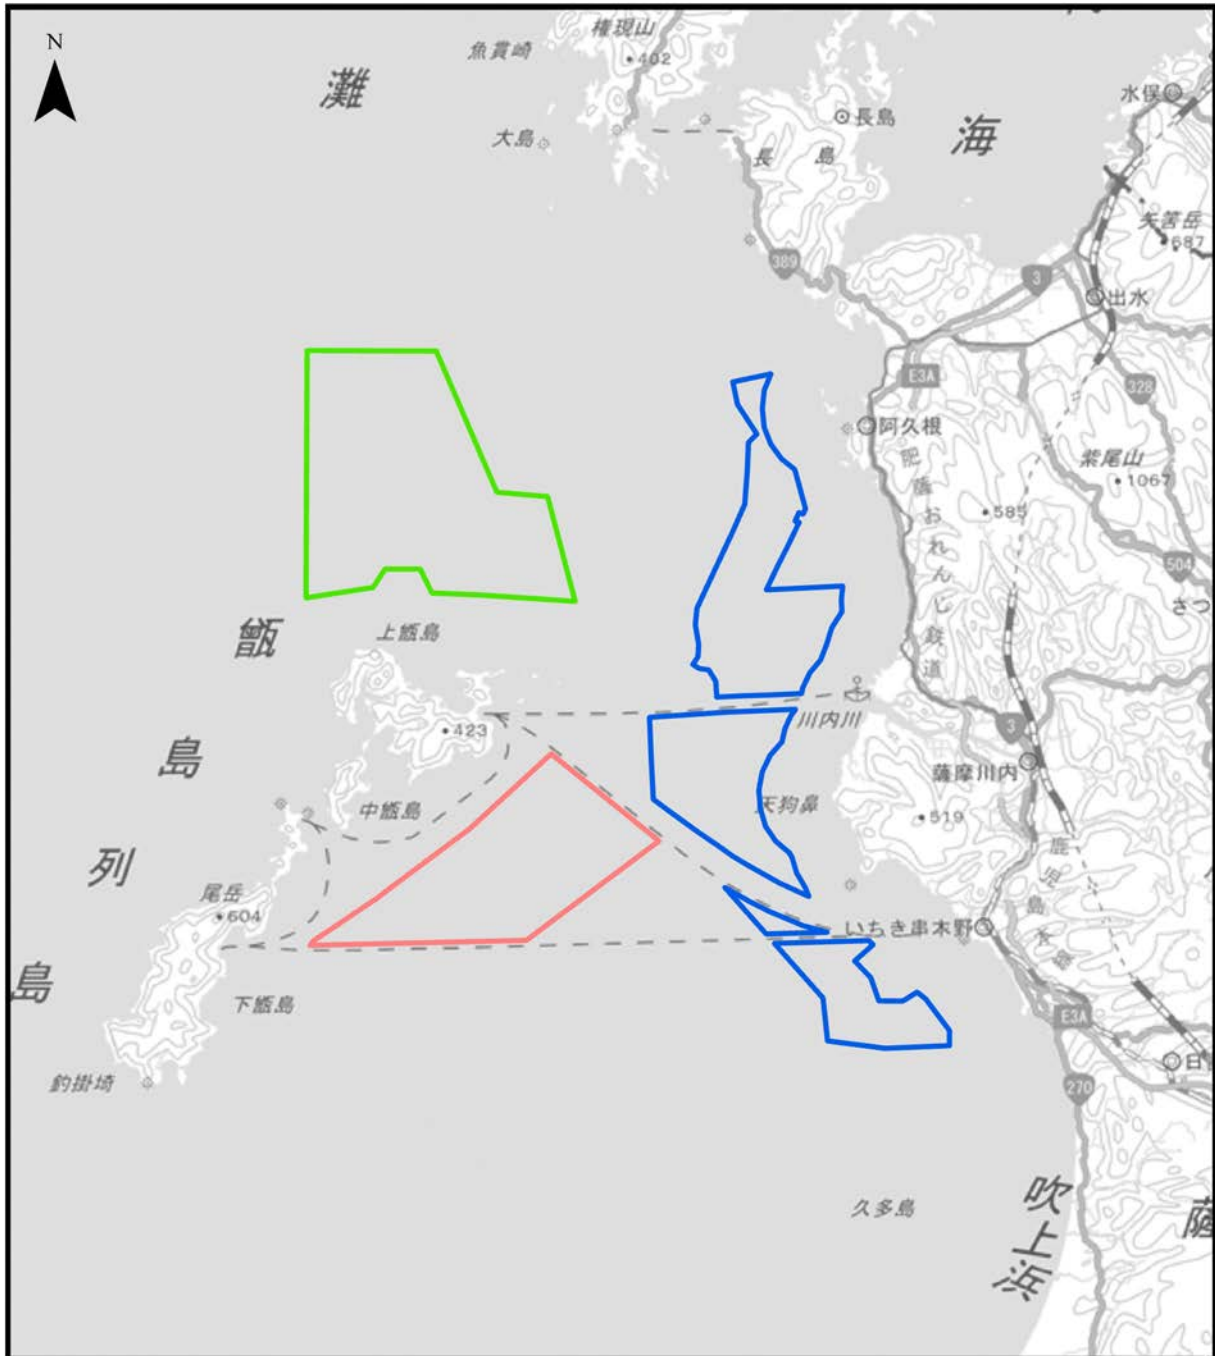 N
権現山
魚貫崎
402
灘
水俣
長島
大島
海
長島
矢筈岳
687
389
3
出水
E3A
328
阿久根
紫尾山
1067
肥薩おれんじ鉄道
585
504
さつ
上甑島
甑
島
列
島
423
川内川
3
薩摩川内
中甑島
天狗鼻
519
鹿児島本線
尾岳
604
いちき串木野
下甑島
E3A
釣掛埼
日
270
久多島
吹上浜
薩